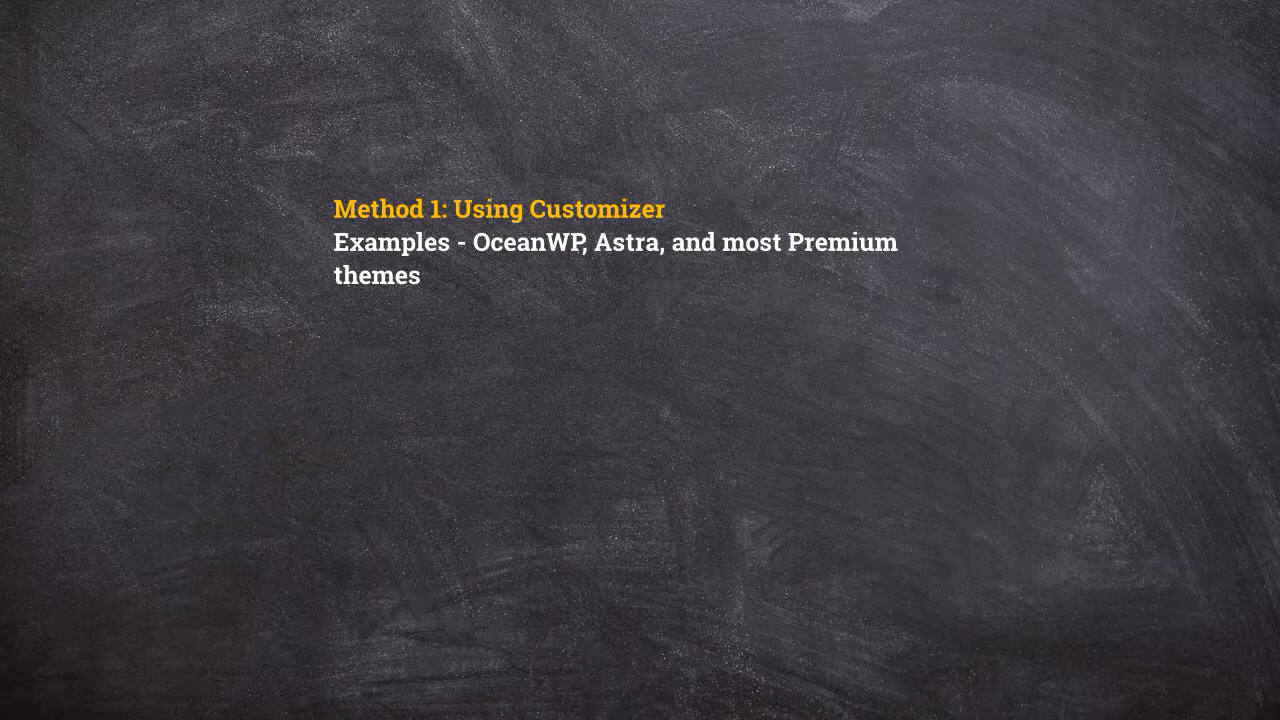 Method 1: Using Customizer
Examples - OceanWP, Astra, and most Premium
themes